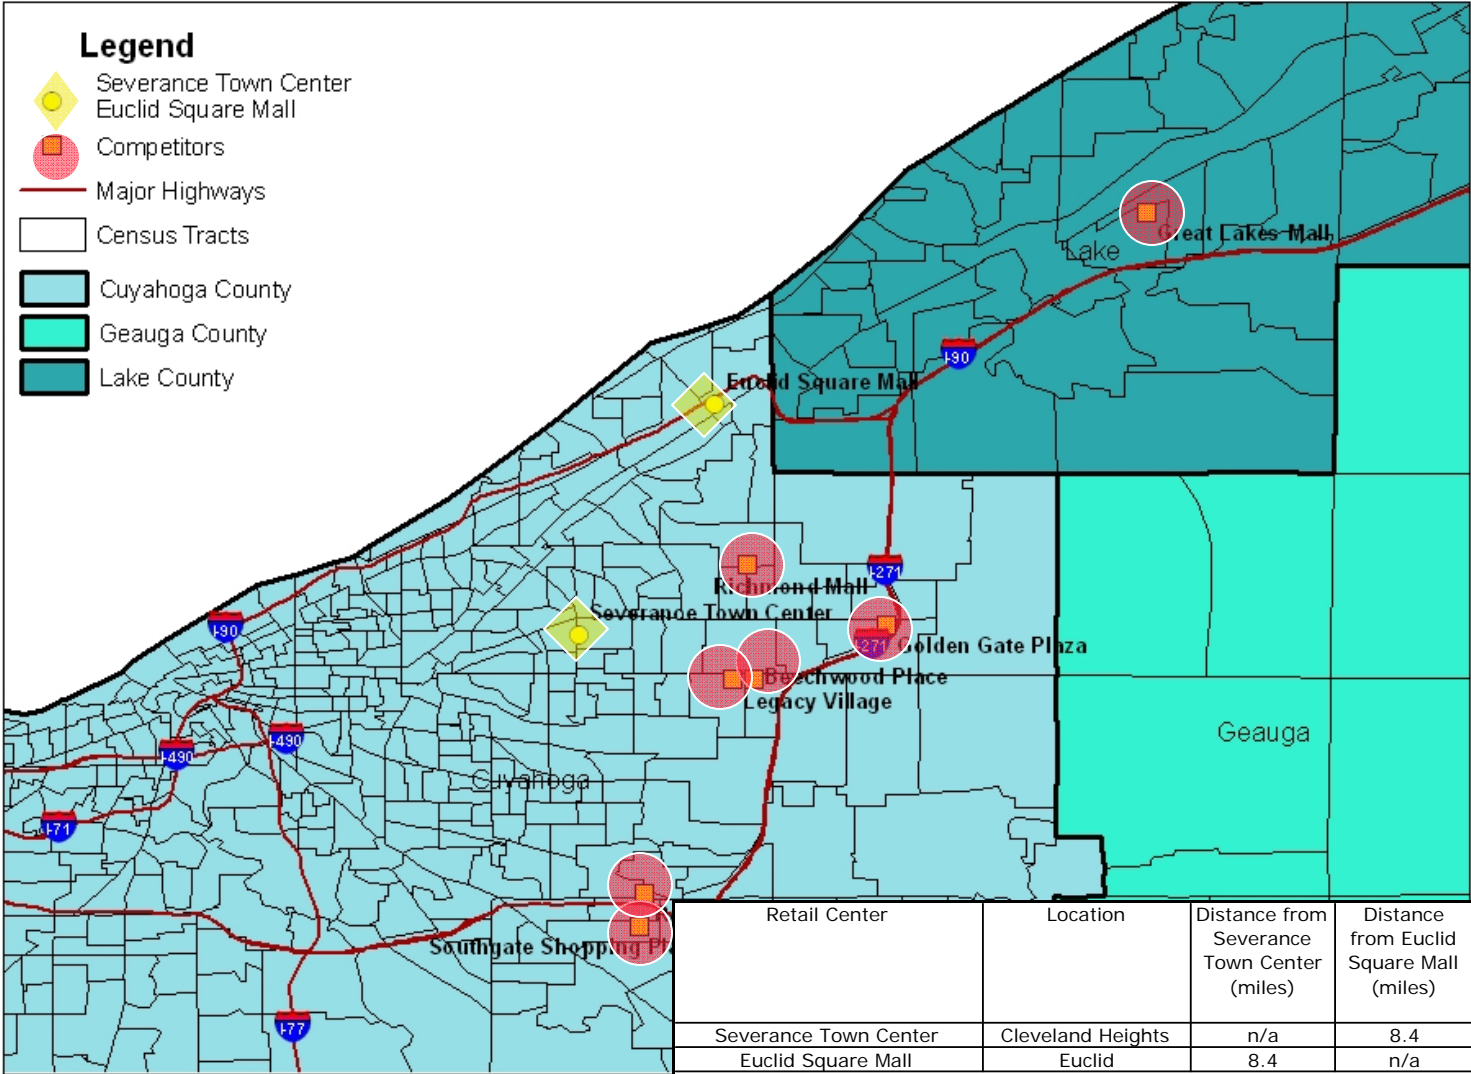 Legend
Severance Town Center
Euclid Square Mall
Competitors
Major Highways
Census Tracts
Cuyahoga County
Geauga County
Lake County
Great Lakes Mall
Lake
I-90
Euclid Square Mall
I-271
Richmond Mall
Severance Town Center
I-90
I-271
Golden Gate Plaza
Beechwood Place
Legacy Village
Geauga
I-490
I-490
Cuyahoga
I-71
Southgate Shopping Pl
I-77
Retail Center Location Distance from Severance Town Center (miles) Distance from Euclid Square Mall (miles)
Severance Town Center Cleveland Heights n/a 8.4
Euclid Square Mall Euclid 8.4 n/a